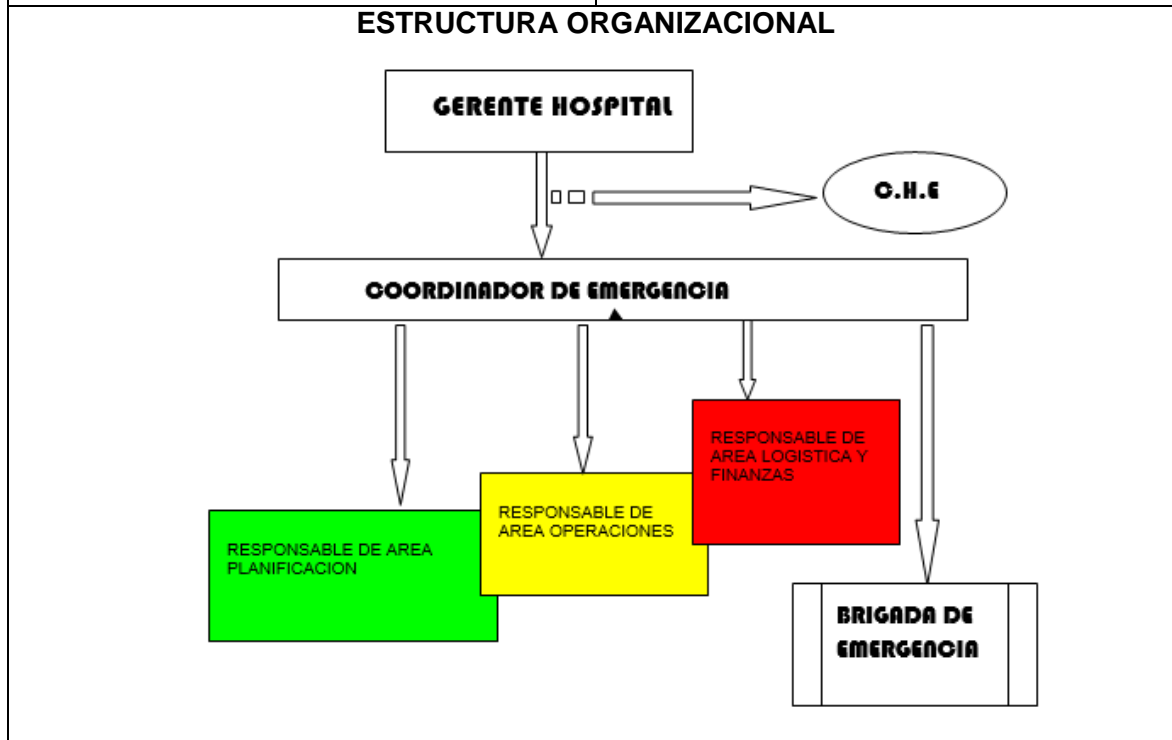 ESTRUCTURA ORGANIZACIONAL
GERENTE HOSPITAL
C.H.E
COORDINADOR DE EMERGENCIA
RESPONSABLE DE AREA
PLANIFICACION
RESPONSABLE DE
AREA OPERACIONES
RESPONSABLE DE
AREA LOGISTICA Y
FINANZAS
BRIGADA DE
EMERGENCIA